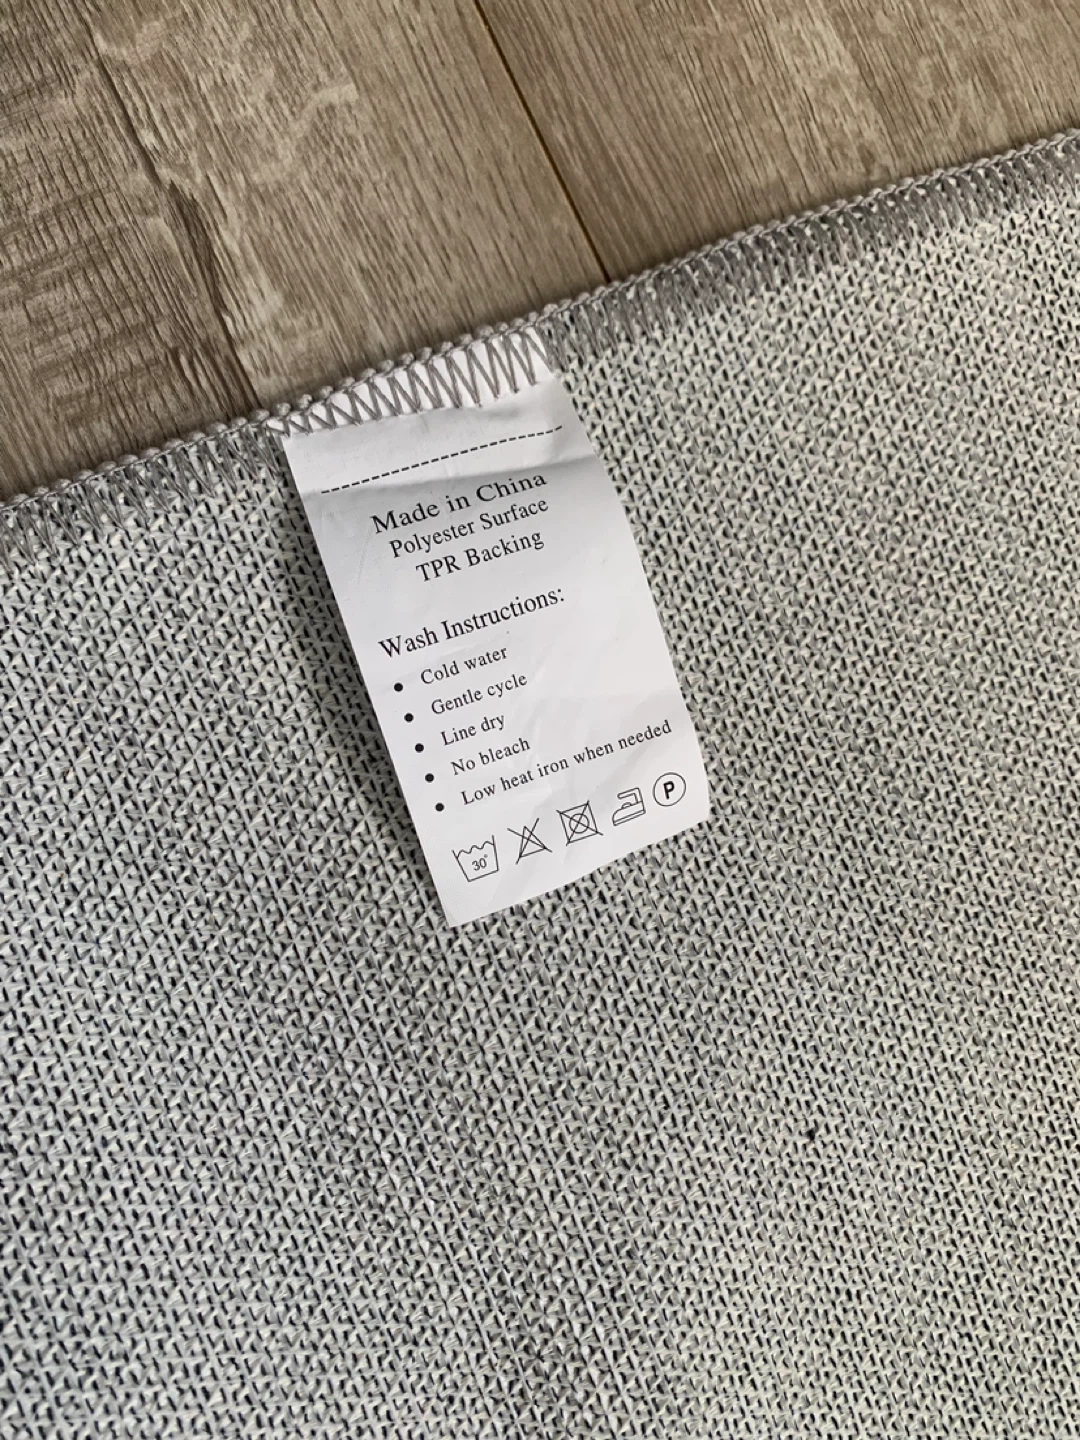 Made in China
Polyester Surface
TPR Backing
Wash Instructions:
• Cold water
• Gentle cycle
• Line dry
• No bleach
• Low heat iron when needed
30° P